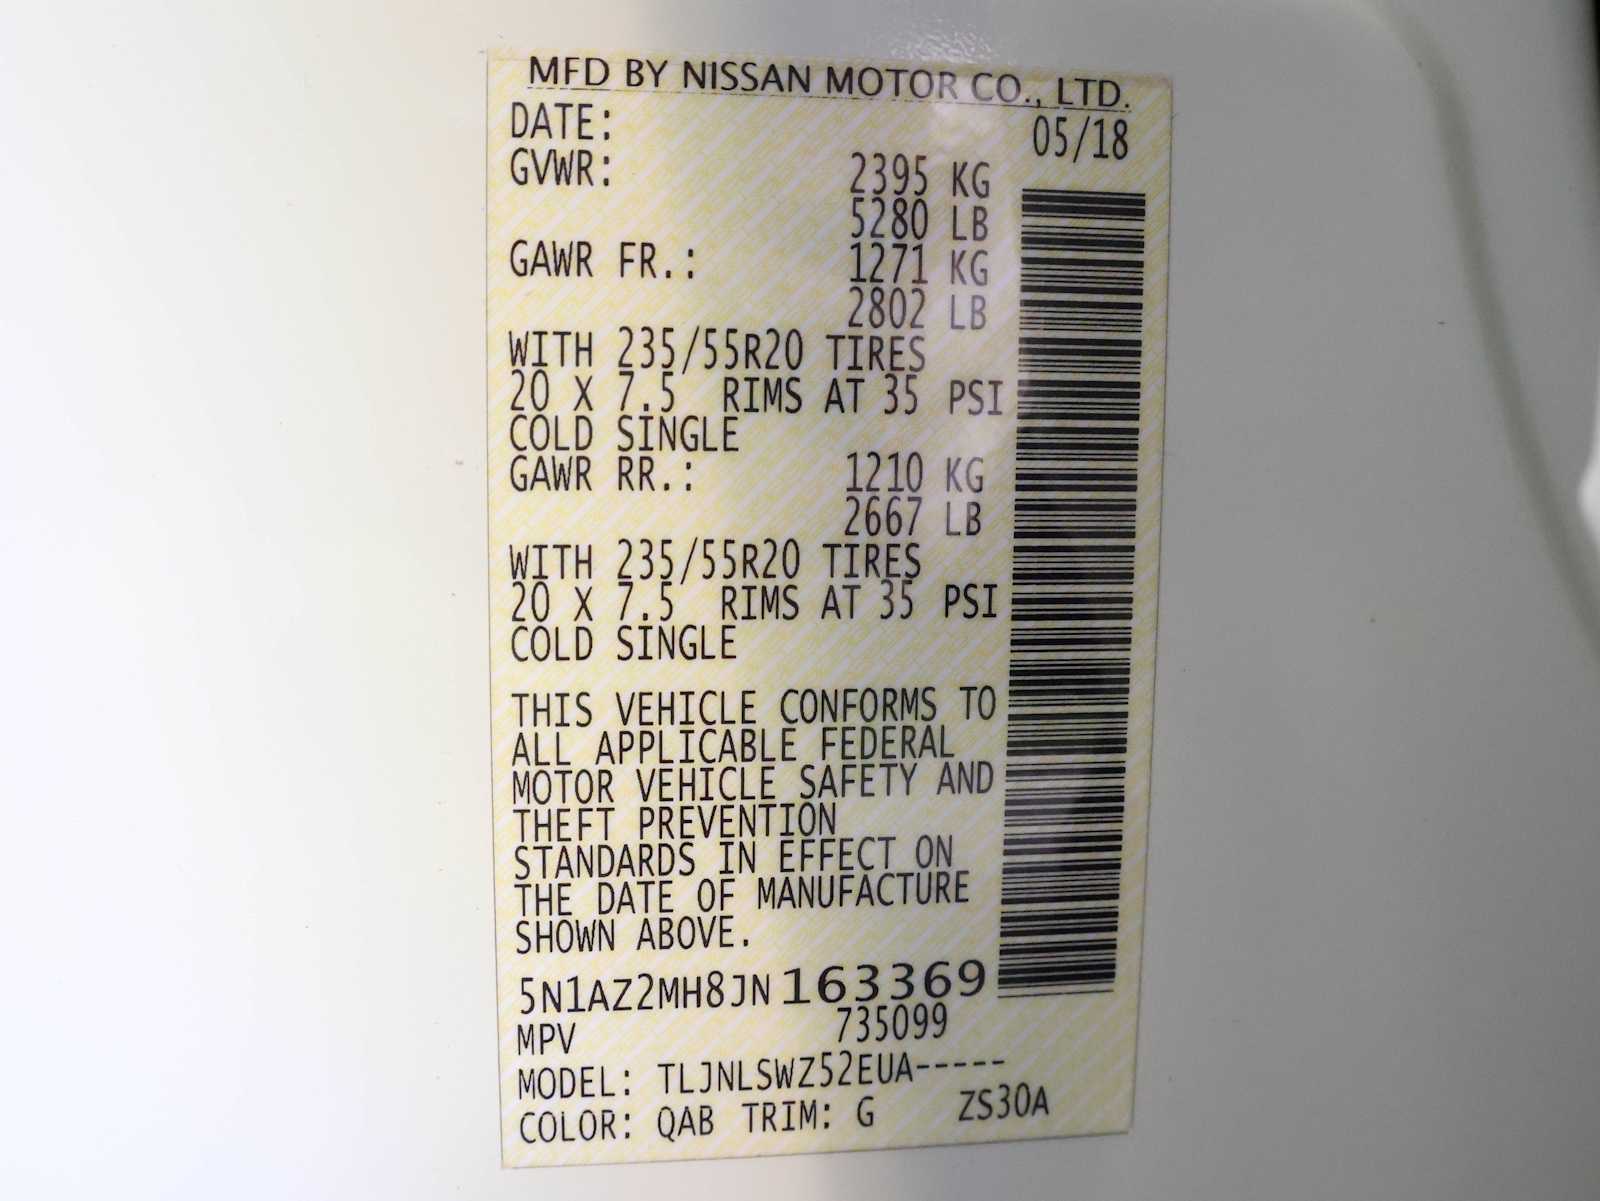 MFD BY NISSAN MOTOR CO., LTD.
DATE: 05/18
GVWR: 2395 KG
5280 LB
GAWR FR.: 1271 KG
2802 LB
WITH 235/55R20 TIRES
20 X 7.5 RIMS AT 35 PSI
COLD SINGLE
GAWR RR.: 1210 KG
2667 LB
WITH 235/55R20 TIRES
20 X 7.5 RIMS AT 35 PSI
COLD SINGLE
THIS VEHICLE CONFORMS TO
ALL APPLICABLE FEDERAL
MOTOR VEHICLE SAFETY AND
THEFT PREVENTION
STANDARDS IN EFFECT ON
THE DATE OF MANUFACTURE
SHOWN ABOVE.
5N1AZ2MH8JN163369
MPV 735099
MODEL: TLJNLSWZ52EUA-----
COLOR: QAB TRIM: G ZS30A